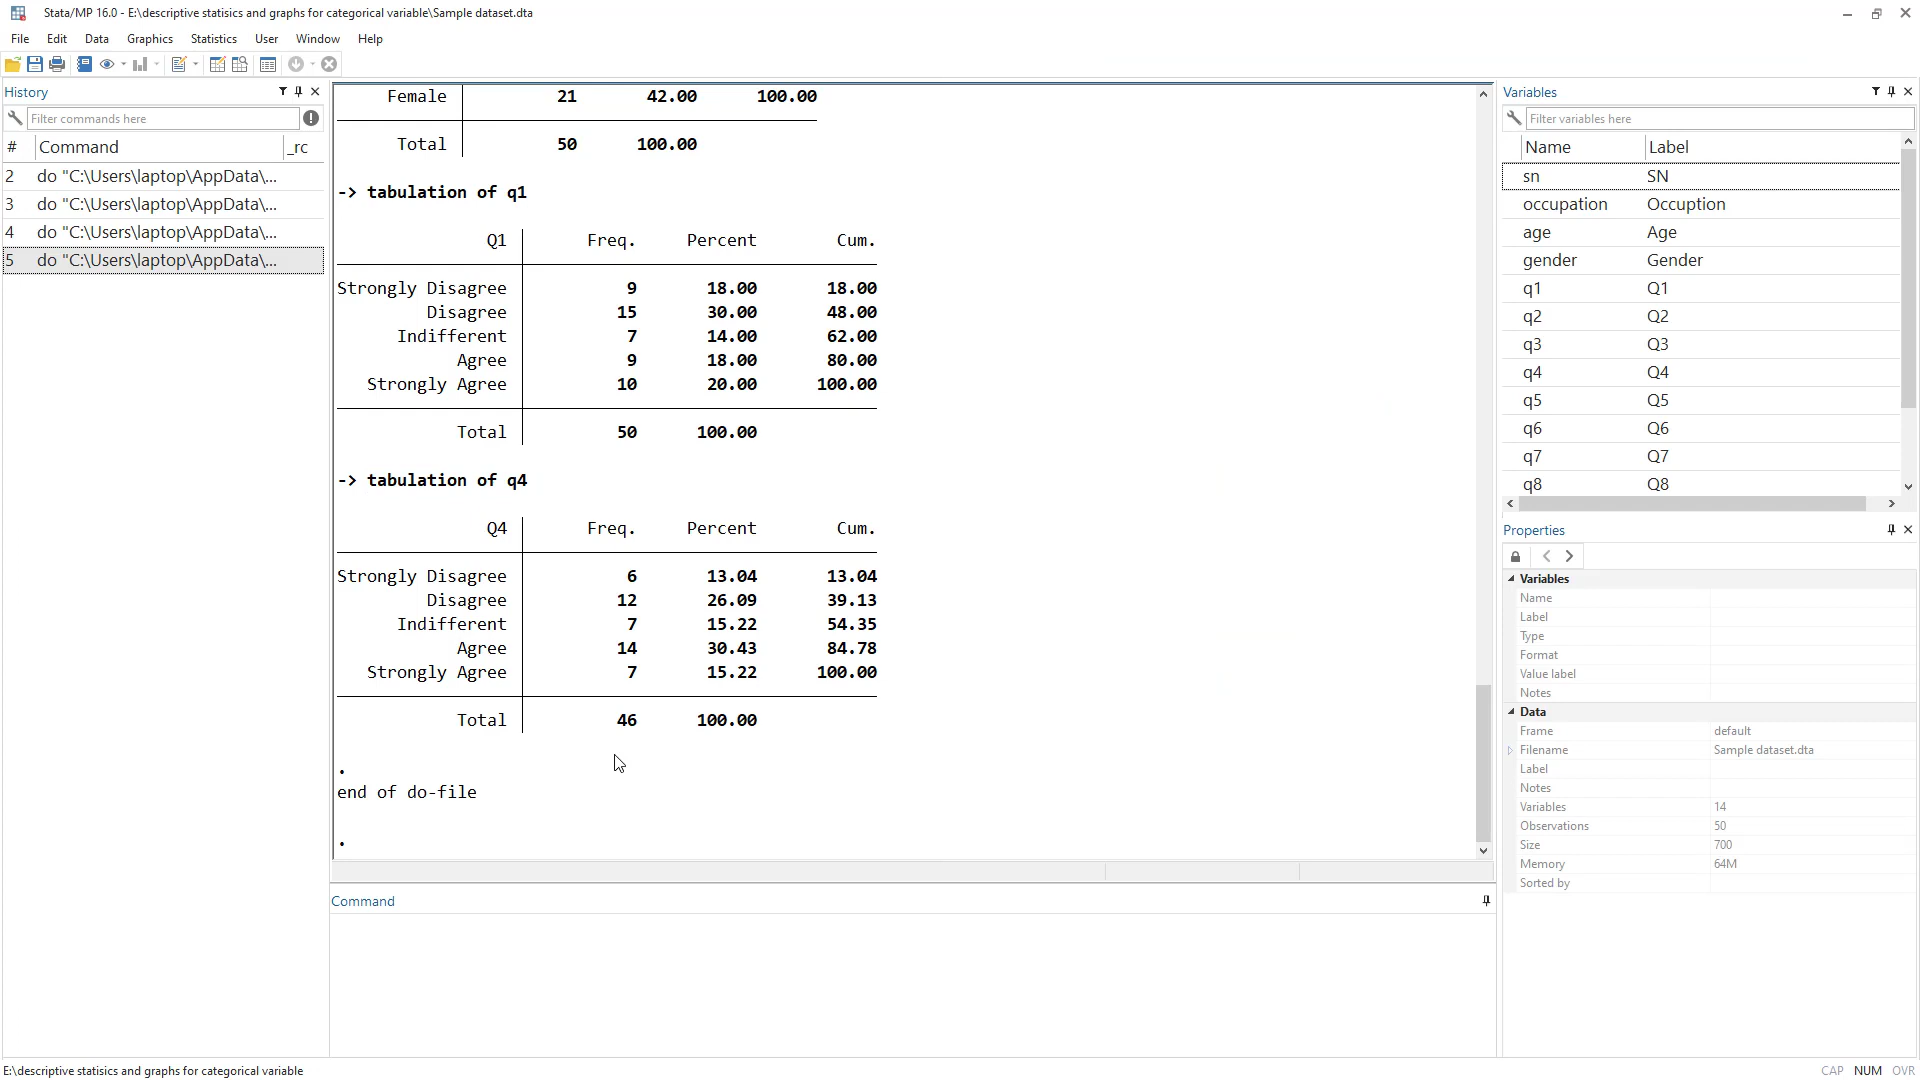 Stata/MP 16.0 - E:\descriptive statisics and graphs for categorical variable\Sample dataset.dta
File Edit Data Graphics Statistics User Window Help
History
Filter commands here
# Command _rc
2 do "C:\Users\laptop\AppData\...
3 do "C:\Users\laptop\AppData\...
4 do "C:\Users\laptop\AppData\...
5 do "C:\Users\laptop\AppData\...
Female 21 42.00 100.00
Total 50 100.00
-> tabulation of q1
Q1 Freq. Percent Cum.
Strongly Disagree 9 18.00 18.00
Disagree 15 30.00 48.00
Indifferent 7 14.00 62.00
Agree 9 18.00 80.00
Strongly Agree 10 20.00 100.00
Total 50 100.00
-> tabulation of q4
Q4 Freq. Percent Cum.
Strongly Disagree 6 13.04 13.04
Disagree 12 26.09 39.13
Indifferent 7 15.22 54.35
Agree 14 30.43 84.78
Strongly Agree 7 15.22 100.00
Total 46 100.00
.
end of do-file
.
Command
Variables
Filter variables here
Name Label
sn SN
occupation Occuption
age Age
gender Gender
q1 Q1
q2 Q2
q3 Q3
q4 Q4
q5 Q5
q6 Q6
q7 Q7
q8 Q8
Properties
Variables
Name
Label
Type
Format
Value label
Notes
Data
Frame default
Filename Sample dataset.dta
Label
Notes
Variables 14
Observations 50
Size 700
Memory 64M
Sorted by
E:\descriptive statisics and graphs for categorical variable
CAP NUM OVR